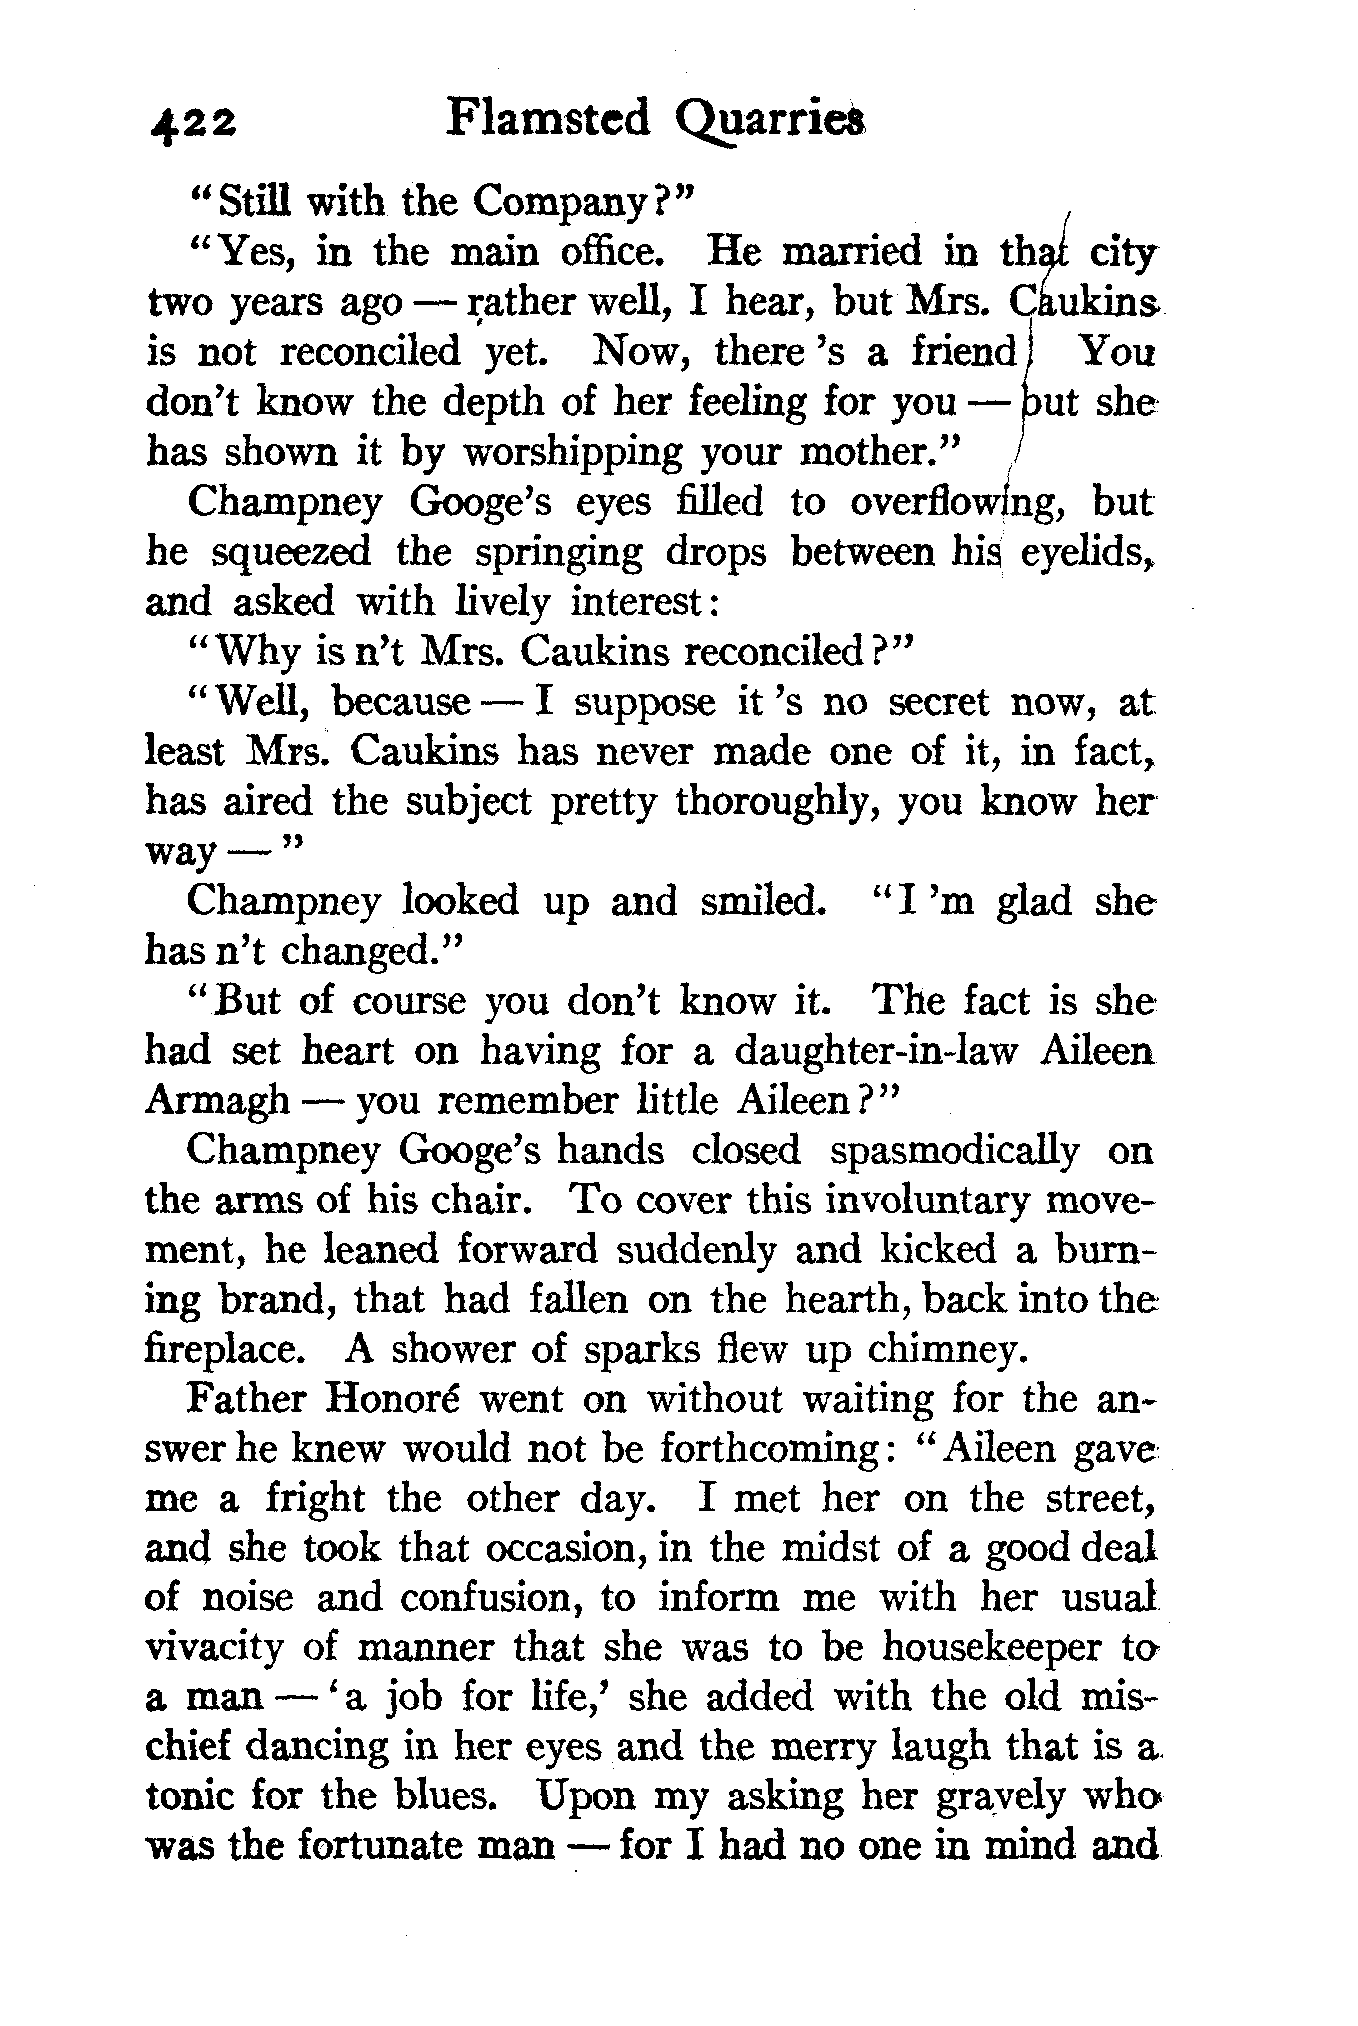 422 Flamsted Quarries
"Still with the Company?"
"Yes, in the main office. He married in that city
two years ago — rather well, I hear, but Mrs. Caukins
is not reconciled yet. Now, there 's a friend! You
don't know the depth of her feeling for you — but she
has shown it by worshipping your mother."
Champney Googe's eyes filled to overflowing, but
he squeezed the springing drops between his eyelids,
and asked with lively interest:
"Why is n't Mrs. Caukins reconciled?"
"Well, because — I suppose it 's no secret now, at
least Mrs. Caukins has never made one of it, in fact,
has aired the subject pretty thoroughly, you know her
way — "
Champney looked up and smiled. "I 'm glad she
has n't changed."
"But of course you don't know it. The fact is she
had set heart on having for a daughter-in-law Aileen
Armagh — you remember little Aileen?"
Champney Googe's hands closed spasmodically on
the arms of his chair. To cover this involuntary move-
ment, he leaned forward suddenly and kicked a burn-
ing brand, that had fallen on the hearth, back into the
fireplace. A shower of sparks flew up chimney.
Father Honoré went on without waiting for the an-
swer he knew would not be forthcoming: "Aileen gave
me a fright the other day. I met her on the street,
and she took that occasion, in the midst of a good deal
of noise and confusion, to inform me with her usual
vivacity of manner that she was to be housekeeper to
a man — 'a job for life,' she added with the old mis-
chief dancing in her eyes and the merry laugh that is a
tonic for the blues. Upon my asking her gravely who
was the fortunate man — for I had no one in mind and